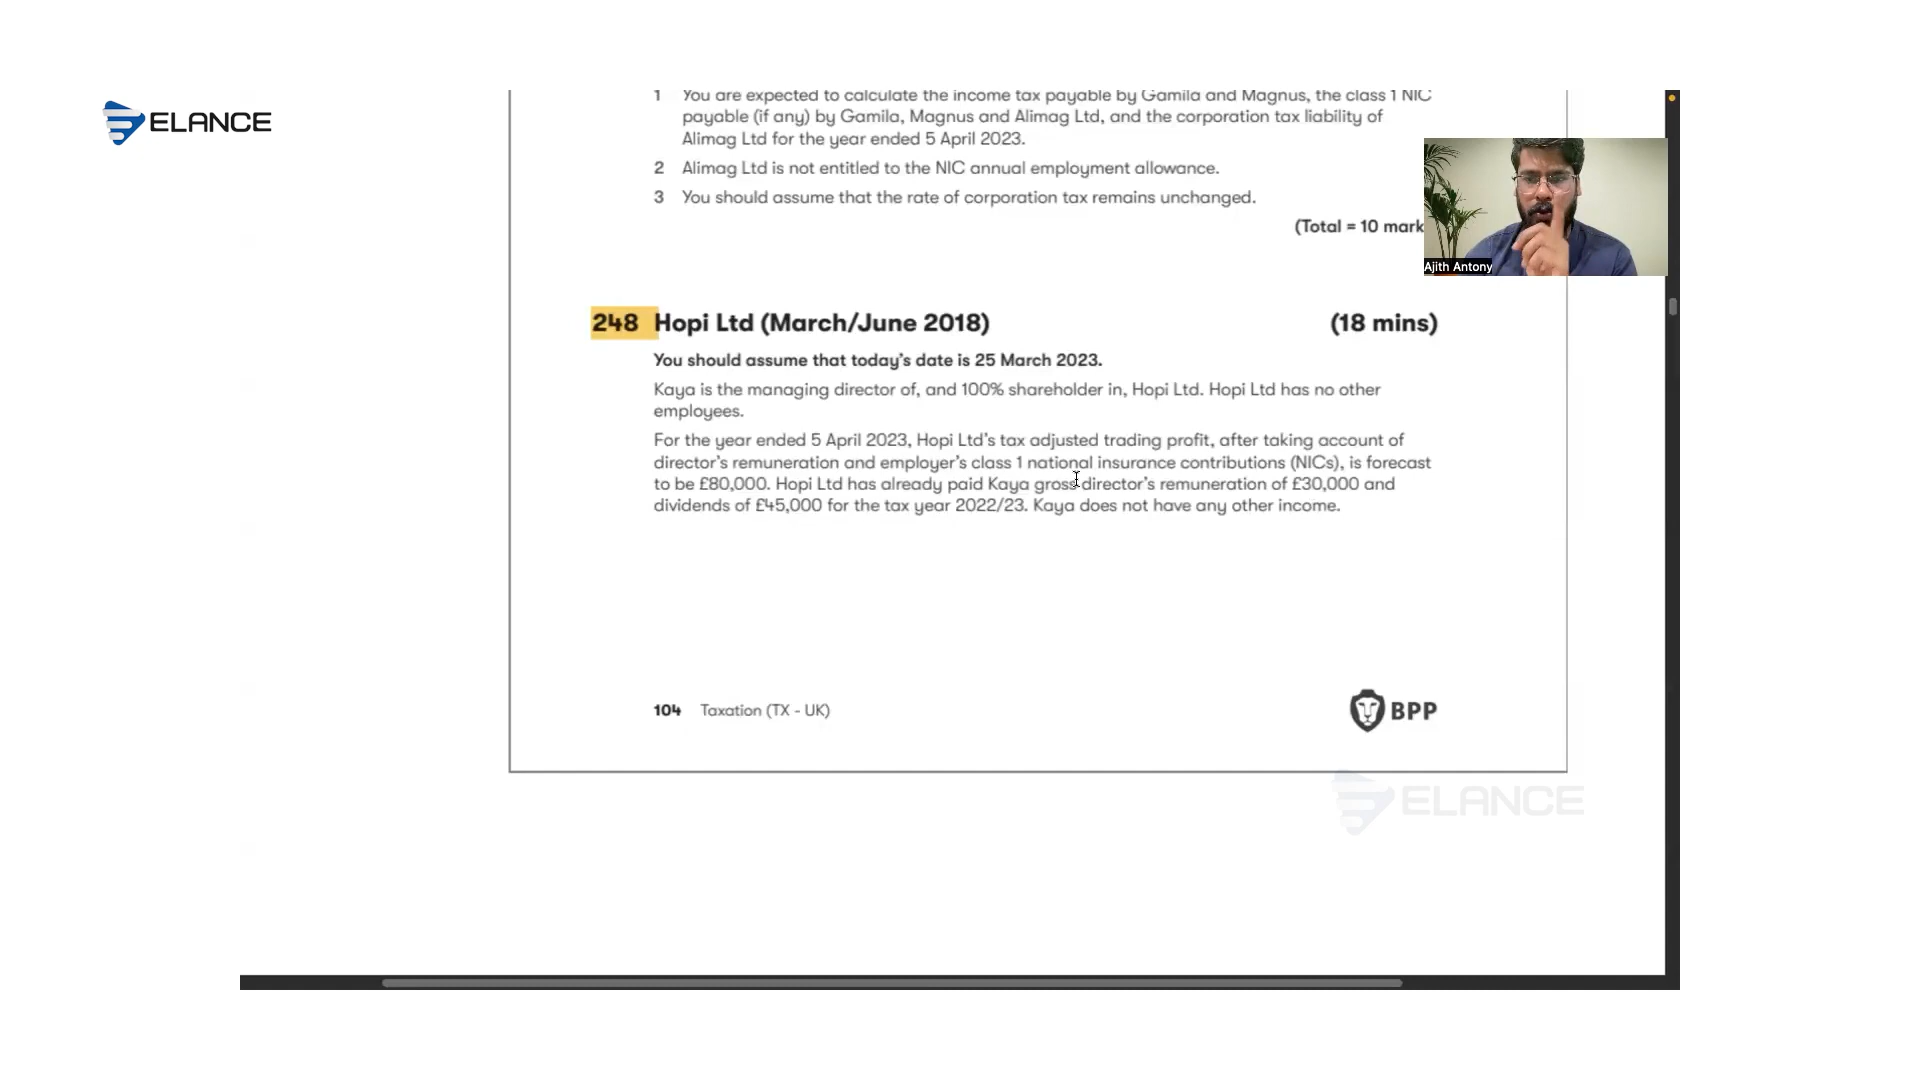 ELANCE
1 You are expected to calculate the income tax payable by Gamila and Magnus, the class 1 NIC
payable (if any) by Gamila, Magnus and Alimag Ltd, and the corporation tax liability of
Alimag Ltd for the year ended 5 April 2023.
2 Alimag Ltd is not entitled to the NIC annual employment allowance.
3 You should assume that the rate of corporation tax remains unchanged.
(Total = 10 mark
Ajith Antony
248 Hopi Ltd (March/June 2018) (18 mins)
You should assume that today's date is 25 March 2023.
Kaya is the managing director of, and 100% shareholder in, Hopi Ltd. Hopi Ltd has no other
employees.
For the year ended 5 April 2023, Hopi Ltd's tax adjusted trading profit, after taking account of
director's remuneration and employer's class 1 national insurance contributions (NICs), is forecast
to be £80,000. Hopi Ltd has already paid Kaya gross director's remuneration of £30,000 and
dividends of £45,000 for the tax year 2022/23. Kaya does not have any other income.
104 Taxation (TX - UK)
BPP
ELANCE